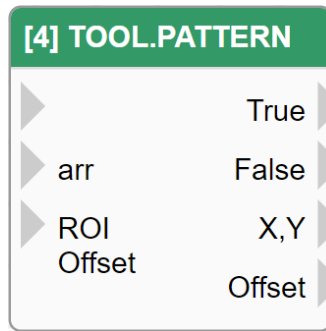 [4] TOOL.PATTERN
True
arr
False
ROI
Offset
X,Y
Offset